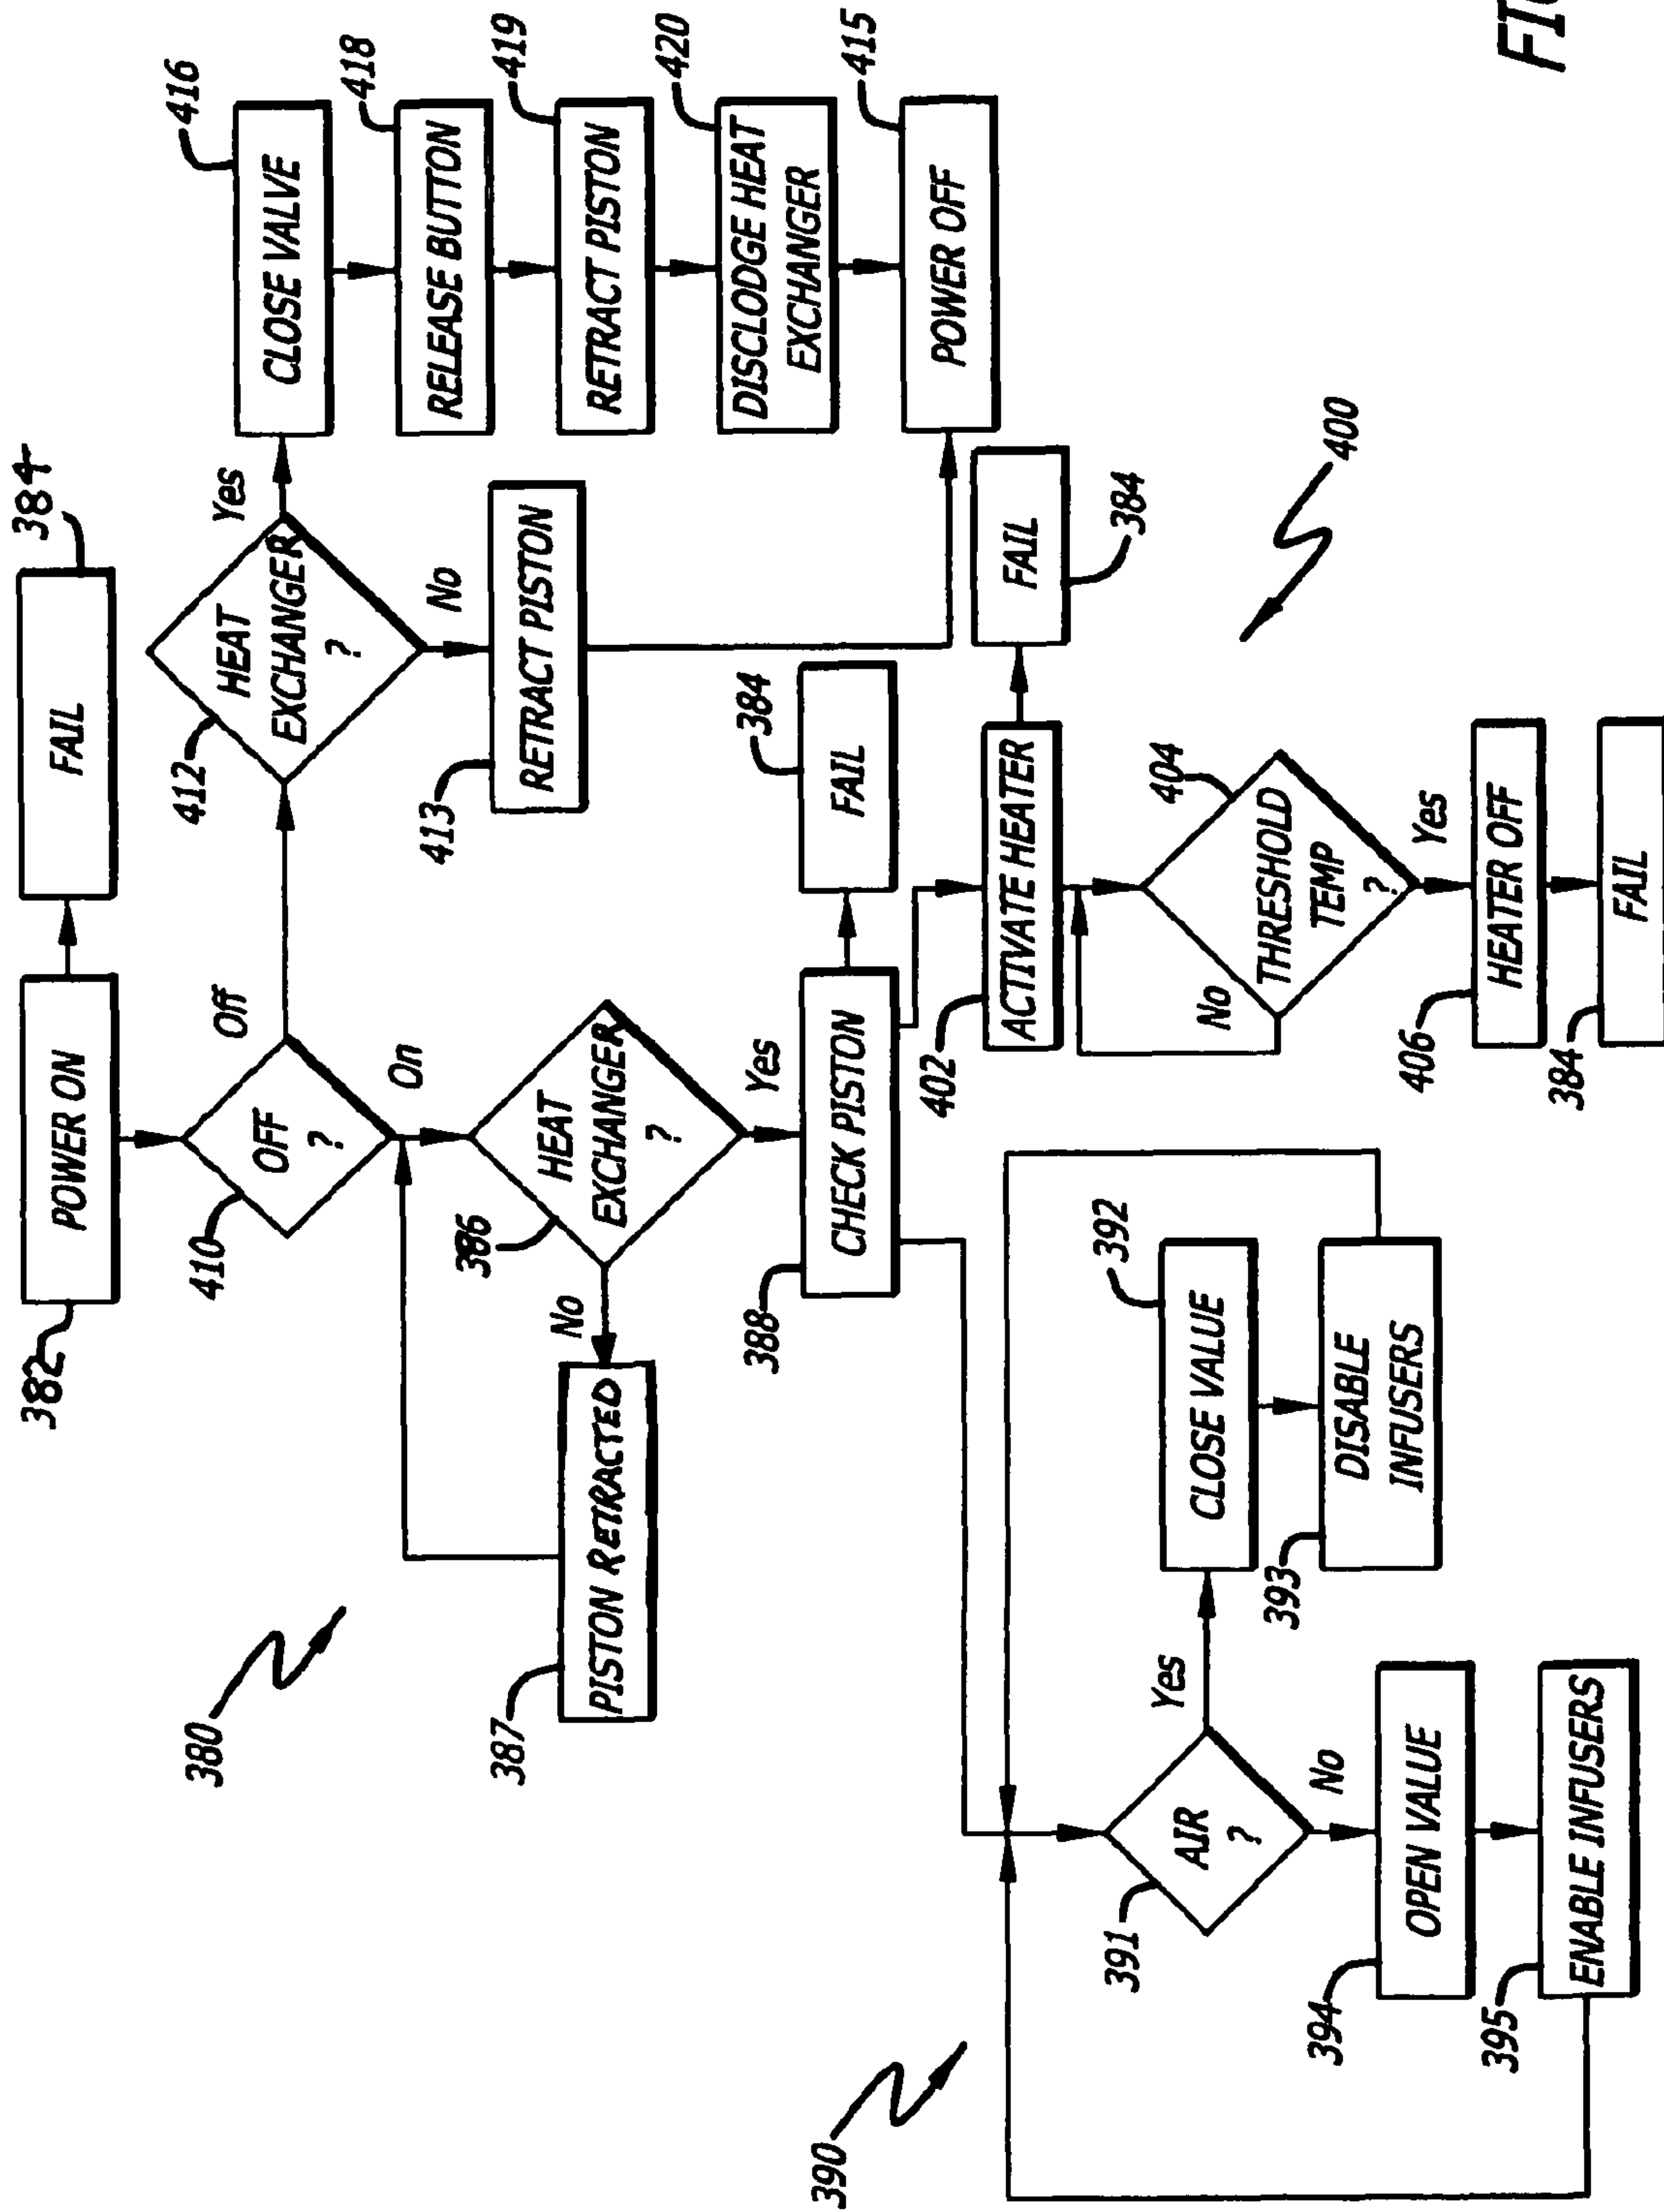 380
382
POWER ON
384
FAIL
410
OFF
?
Off
On
412
HEAT
EXCHANGER
?
Yes
No
416
CLOSE VALVE
418
RELEASE BUTTON
419
RETRACT PISTON
420
DISCLODGE HEAT
EXCHANGER
415
POWER OFF
413
RETRACT PISTON
386
HEAT
EXCHANGER
?
No
Yes
387
PISTON RETRACTED
388
CHECK PISTON
384
FAIL
390
391
AIR
?
Yes
No
392
CLOSE VALUE
393
DISABLE
INFUSERS
394
OPEN VALUE
395
ENABLE INFUSERS
400
402
ACTIVATE HEATER
384
FAIL
404
THRESHOLD
TEMP
?
No
Yes
406
HEATER OFF
384
FAIL